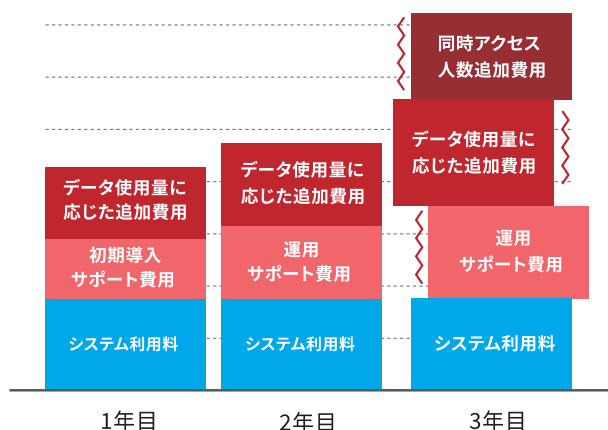 同時アクセス
人数追加費用
データ使用量に
応じた追加費用
データ使用量に
応じた追加費用
データ使用量に
応じた追加費用
初期導入
サポート費用
運用
サポート費用
運用
サポート費用
システム利用料
システム利用料
システム利用料
1年目
2年目
3年目